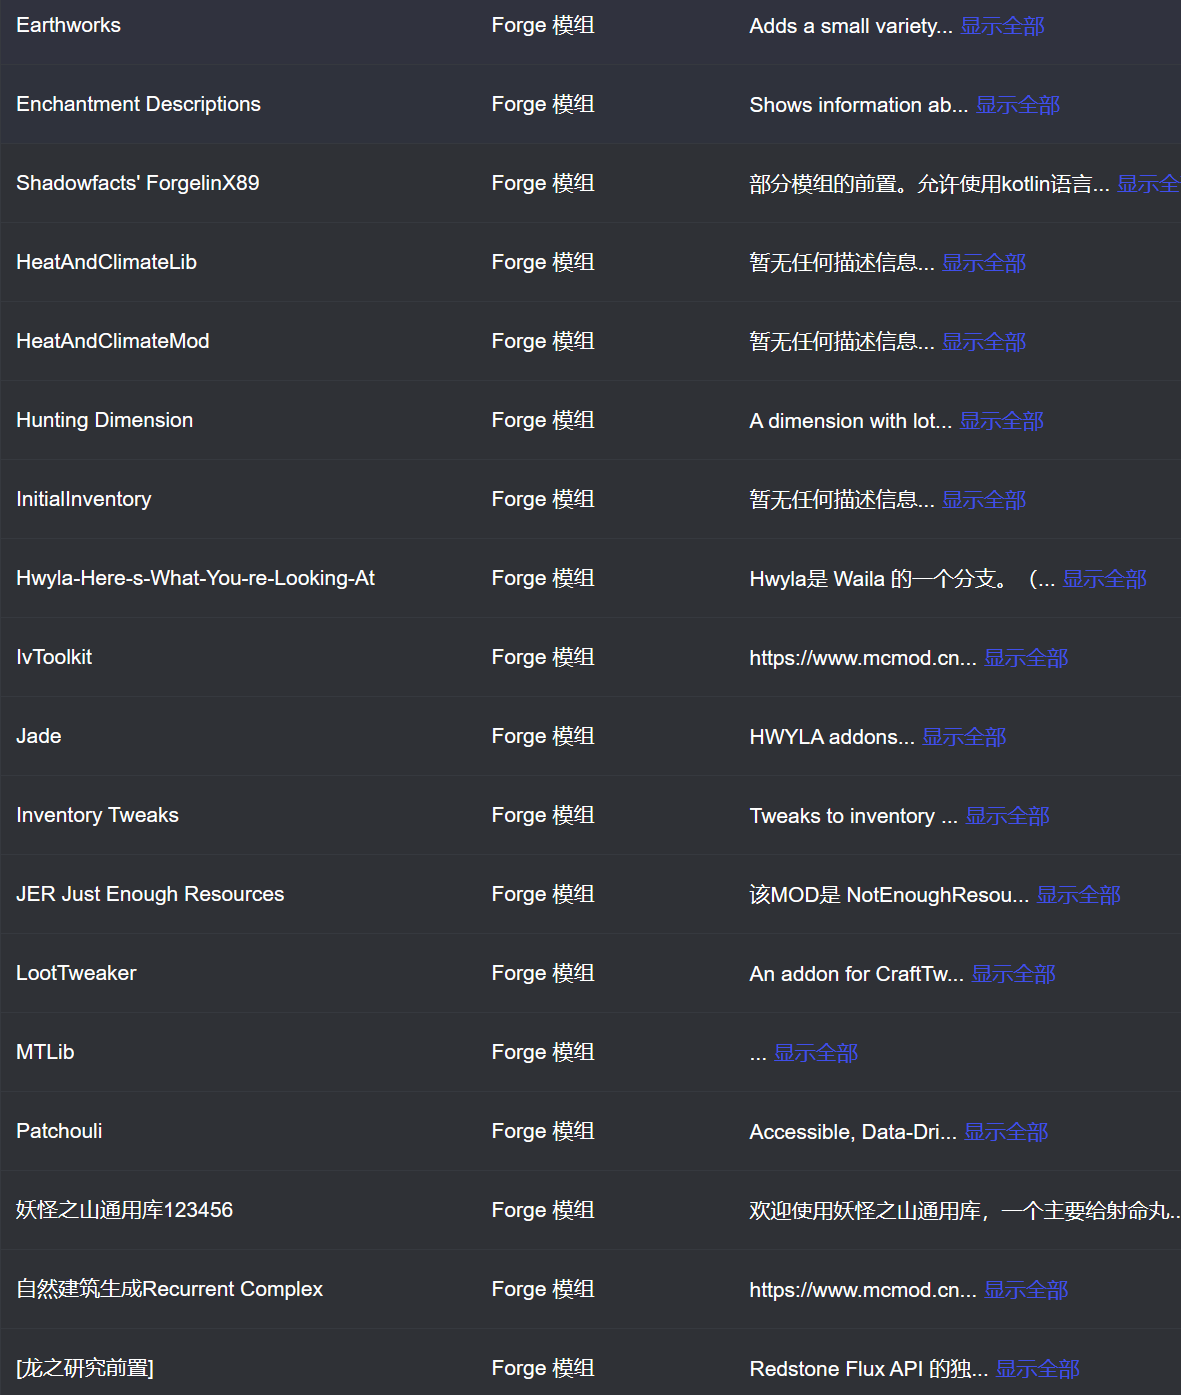 Earthworks Forge 模组 Adds a small variety... 显示全部
Enchantment Descriptions Forge 模组 Shows information ab... 显示全部
Shadowfacts' ForgelinX89 Forge 模组 部分模组的前置。允许使用kotlin语言... 显示全
HeatAndClimateLib Forge 模组 暂无任何描述信息... 显示全部
HeatAndClimateMod Forge 模组 暂无任何描述信息... 显示全部
Hunting Dimension Forge 模组 A dimension with lot... 显示全部
InitialInventory Forge 模组 暂无任何描述信息... 显示全部
Hwyla-Here-s-What-You-re-Looking-At Forge 模组 Hwyla是 Waila 的一个分支。（... 显示全部
IvToolkit Forge 模组 https://www.mcmod.cn... 显示全部
Jade Forge 模组 HWYLA addons... 显示全部
Inventory Tweaks Forge 模组 Tweaks to inventory ... 显示全部
JER Just Enough Resources Forge 模组 该MOD是 NotEnoughResou... 显示全部
LootTweaker Forge 模组 An addon for CraftTw... 显示全部
MTLib Forge 模组 ... 显示全部
Patchouli Forge 模组 Accessible, Data-Dri... 显示全部
妖怪之山通用库123456 Forge 模组 欢迎使用妖怪之山通用库，一个主要给射命丸..
自然建筑生成Recurrent Complex Forge 模组 https://www.mcmod.cn... 显示全部
[龙之研究前置] Forge 模组 Redstone Flux API 的独... 显示全部